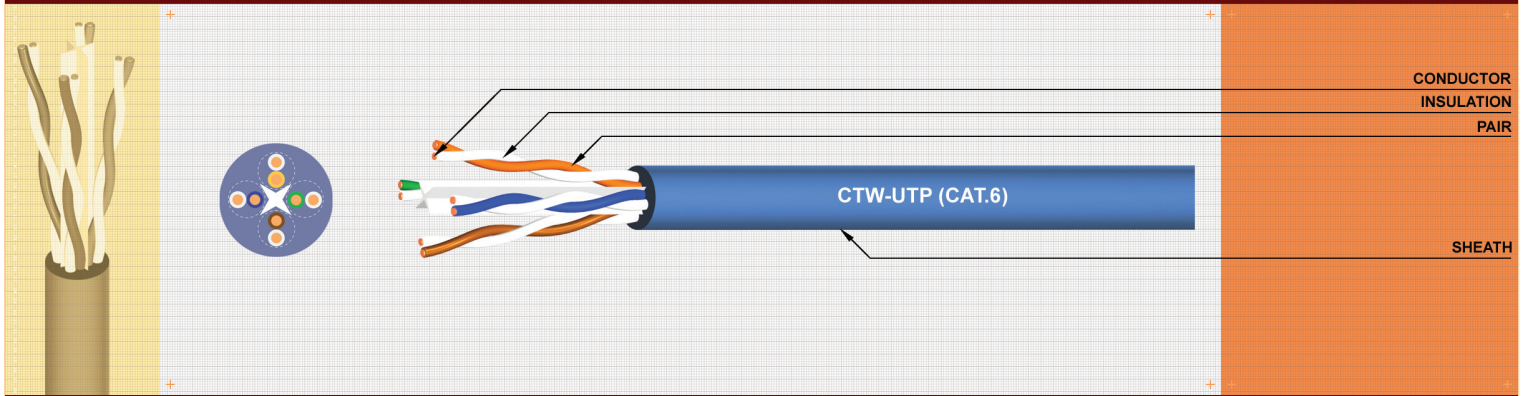 CONDUCTOR
INSULATION
PAIR
CTW-UTP (CAT.6)
SHEATH